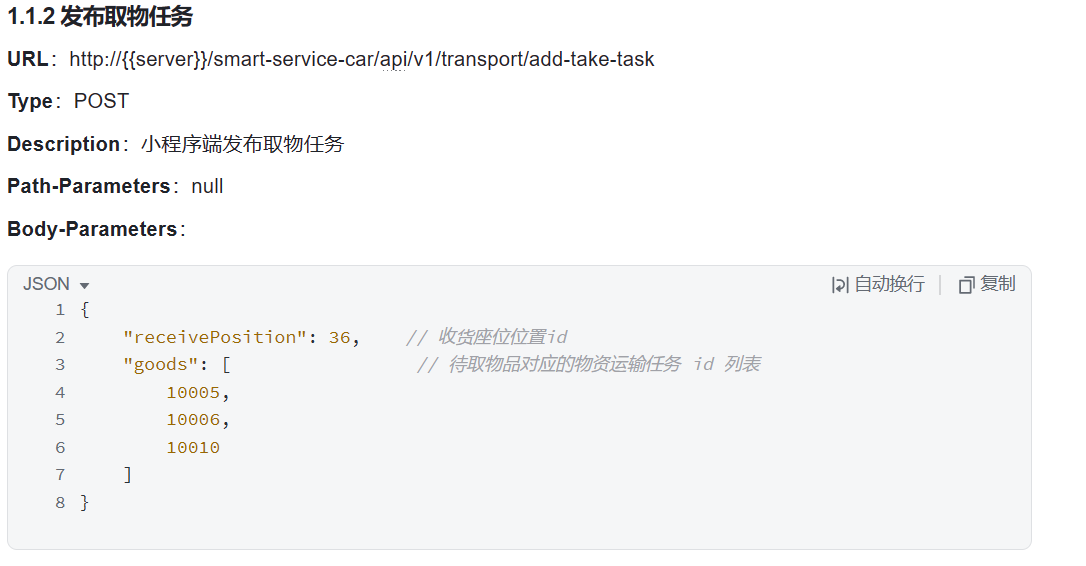 1.1.2 发布取物任务
URL：http://{{server}}/smart-service-car/api/v1/transport/add-take-task
Type：POST
Description：小程序端发布取物任务
Path-Parameters：null
Body-Parameters：
JSON 自动换行 | 复制
1 {
2     "receivePosition": 36,    // 收货座位位置id
3     "goods": [                // 待取物品对应的物资运输任务 id 列表
4         10005,
5         10006,
6         10010
7     ]
8 }